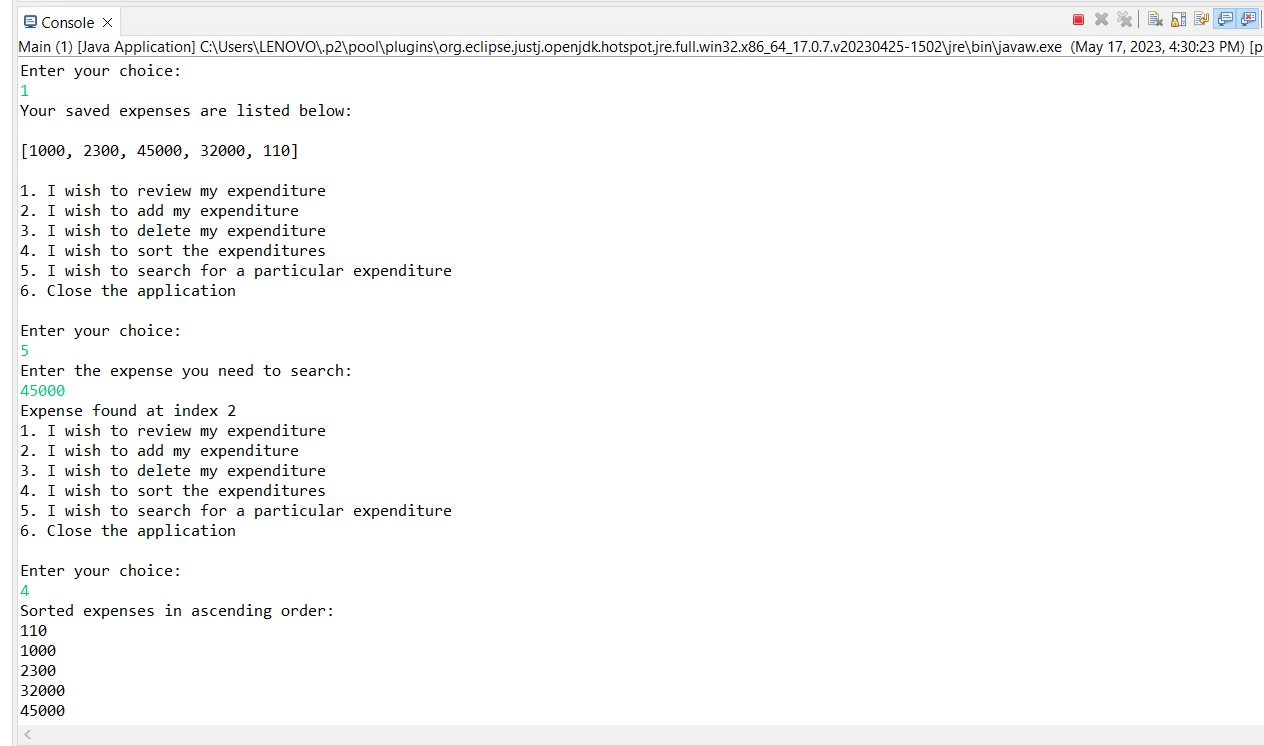 Console
Main (1) [Java Application] C:\Users\LENOVO\.p2\pool\plugins\org.eclipse.justj.openjdk.hotspot.jre.full.win32.x86_64_17.0.7.v20230425-1502\jre\bin\javaw.exe (May 17, 2023, 4:30:23 PM) [p
Enter your choice:
1
Your saved expenses are listed below:
[1000, 2300, 45000, 32000, 110]
1. I wish to review my expenditure
2. I wish to add my expenditure
3. I wish to delete my expenditure
4. I wish to sort the expenditures
5. I wish to search for a particular expenditure
6. Close the application
Enter your choice:
5
Enter the expense you need to search:
45000
Expense found at index 2
1. I wish to review my expenditure
2. I wish to add my expenditure
3. I wish to delete my expenditure
4. I wish to sort the expenditures
5. I wish to search for a particular expenditure
6. Close the application
Enter your choice:
4
Sorted expenses in ascending order:
110
1000
2300
32000
45000